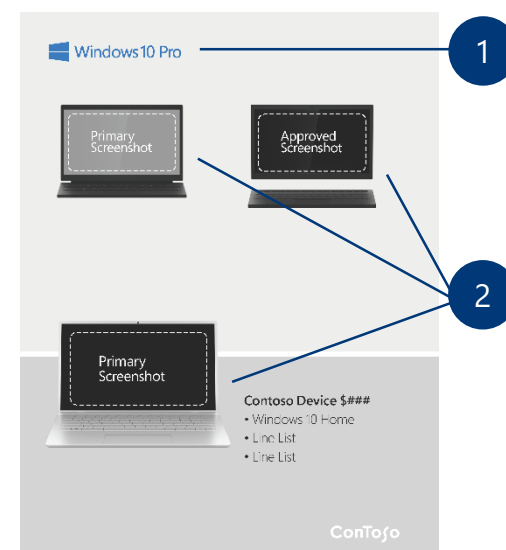 Windows 10 Pro
1
Primary
Screenshot
Approved
Screenshot
2
Primary
Screenshot
Contoso Device $###
• Windows 10 Home
• Line List
• Line List
ConToso